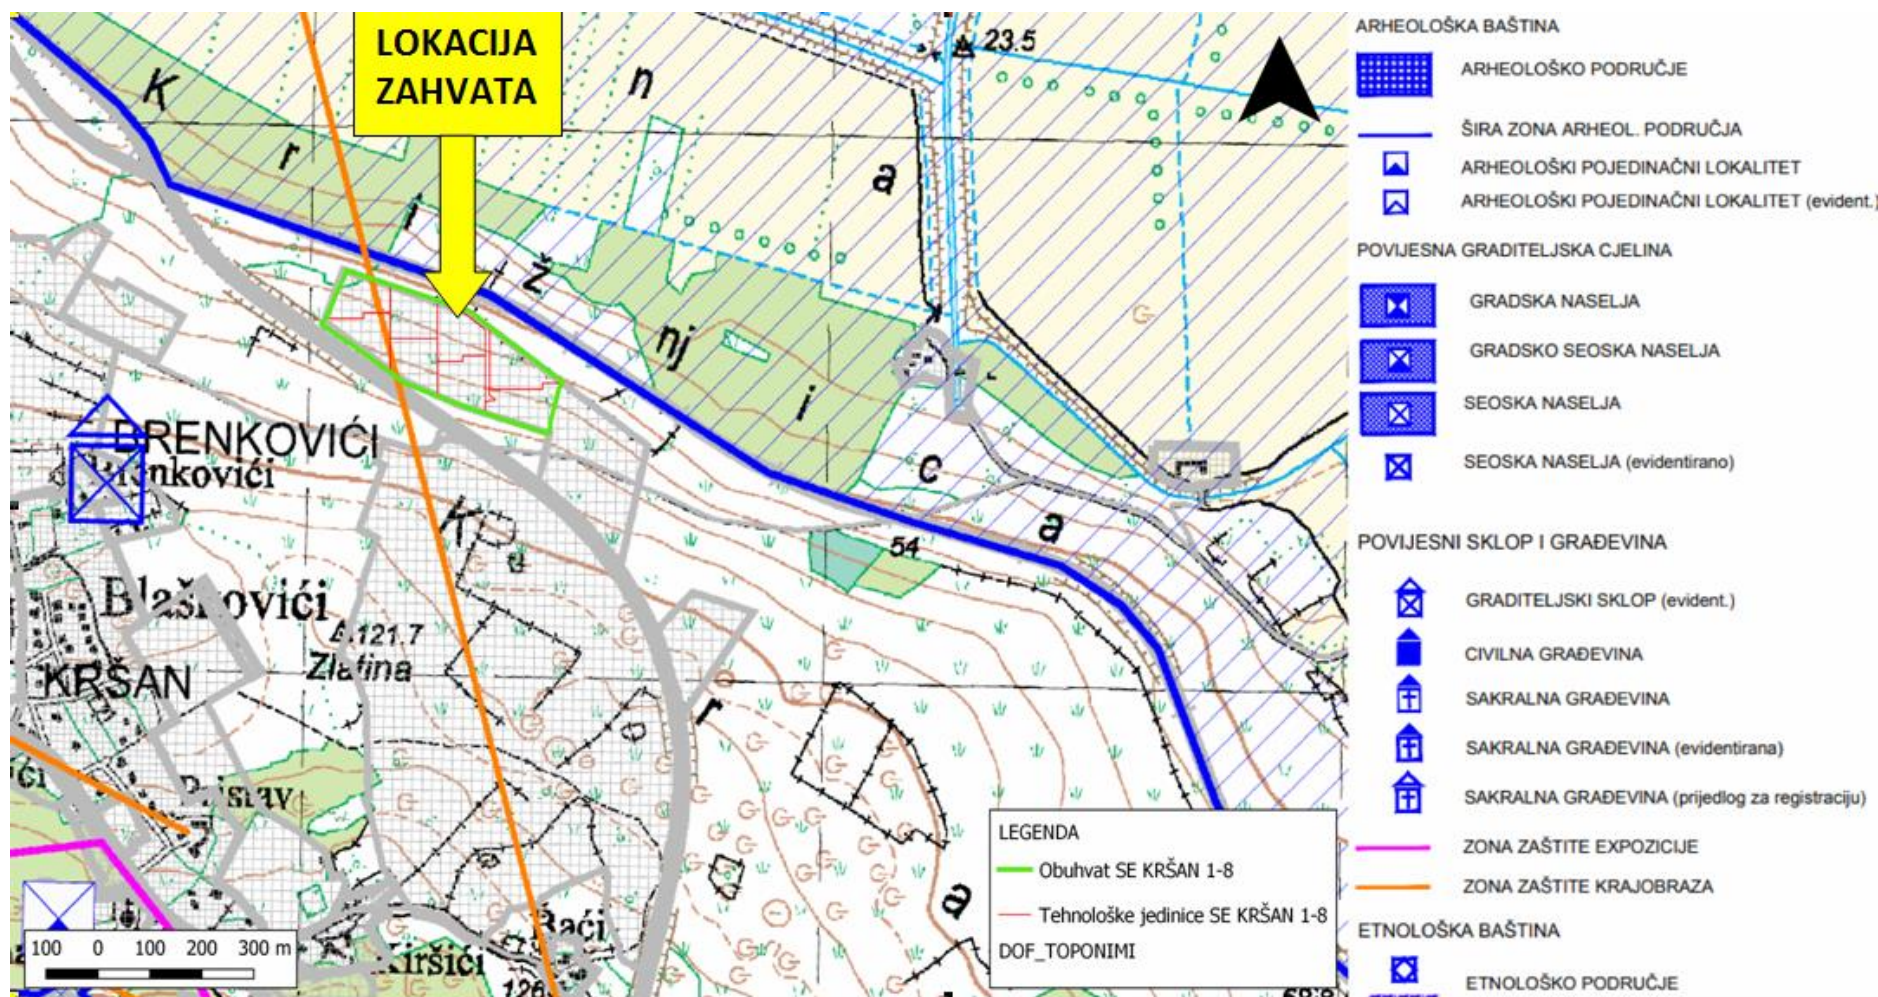 LOKACIJA
ZAHVATA
23.5
K r i ž nj i c a
n
a
BRENKOVIĆI
Blaškovići
K
54
a
121.7
Zlatina
KRŠAN
r
a
Baći
Kiršići
100 0 100 200 300 m
LEGENDA
Obuhvat SE KRŠAN 1-8
Tehnološke jedinice SE KRŠAN 1-8
DOF_TOPONIMI
ARHEOLOŠKA BAŠTINA
ARHEOLOŠKO PODRUČJE
ŠIRA ZONA ARHEOL. PODRUČJA
ARHEOLOŠKI POJEDINAČNI LOKALITET
ARHEOLOŠKI POJEDINAČNI LOKALITET (evident.)
POVIJESNA GRADITELJSKA CJELINA
GRADSKA NASELJA
GRADSKO SEOSKA NASELJA
SEOSKA NASELJA
SEOSKA NASELJA (evidentirano)
POVIJESNI SKLOP I GRAĐEVINA
GRADITELJSKI SKLOP (evident.)
CIVILNA GRAĐEVINA
SAKRALNA GRAĐEVINA
SAKRALNA GRAĐEVINA (evidentirana)
SAKRALNA GRAĐEVINA (prijedlog za registraciju)
ZONA ZAŠTITE EXPOZICIJE
ZONA ZAŠTITE KRAJOBRAZA
ETNOLOŠKA BAŠTINA
ETNOLOŠKO PODRUČJE